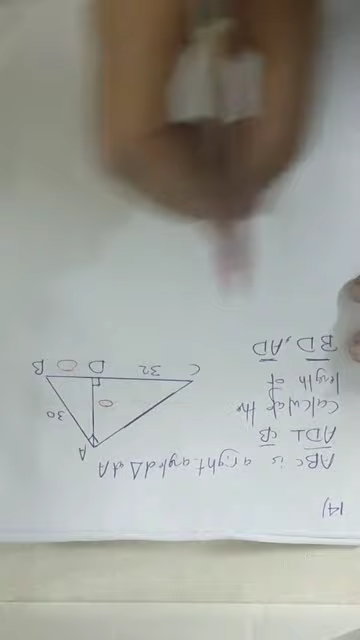 14)
ABC is a right angled Δ at A
AD ⊥ CB
Calculate the
length of
BD, AD
A
30
B
D
32
C